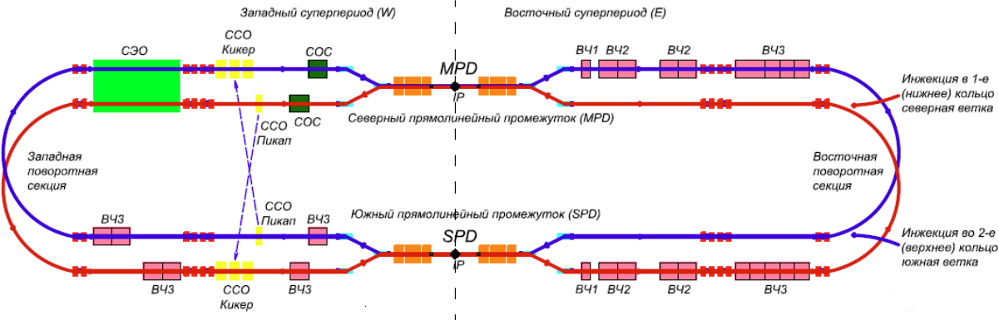 Западный суперпериод (W)
Восточный суперпериод (E)
СЭО
ССО
Кикер
СОС
MPD
IP
ВЧ1
ВЧ2
ВЧ2
ВЧ3
Инжекция в 1-е
(нижнее) кольцо
северная ветка
ССО
Пикап
СОС
Северный прямолинейный промежуток (MPD)
Западная
поворотная
секция
Восточная
поворотная
секция
ВЧ3
ССО
Пикап
ВЧ3
Южный прямолинейный промежуток (SPD)
SPD
IP
Инжекция во 2-е
(верхнее) кольцо
южная ветка
ВЧ3
ССО
Кикер
ВЧ3
ВЧ1
ВЧ2
ВЧ2
ВЧ3